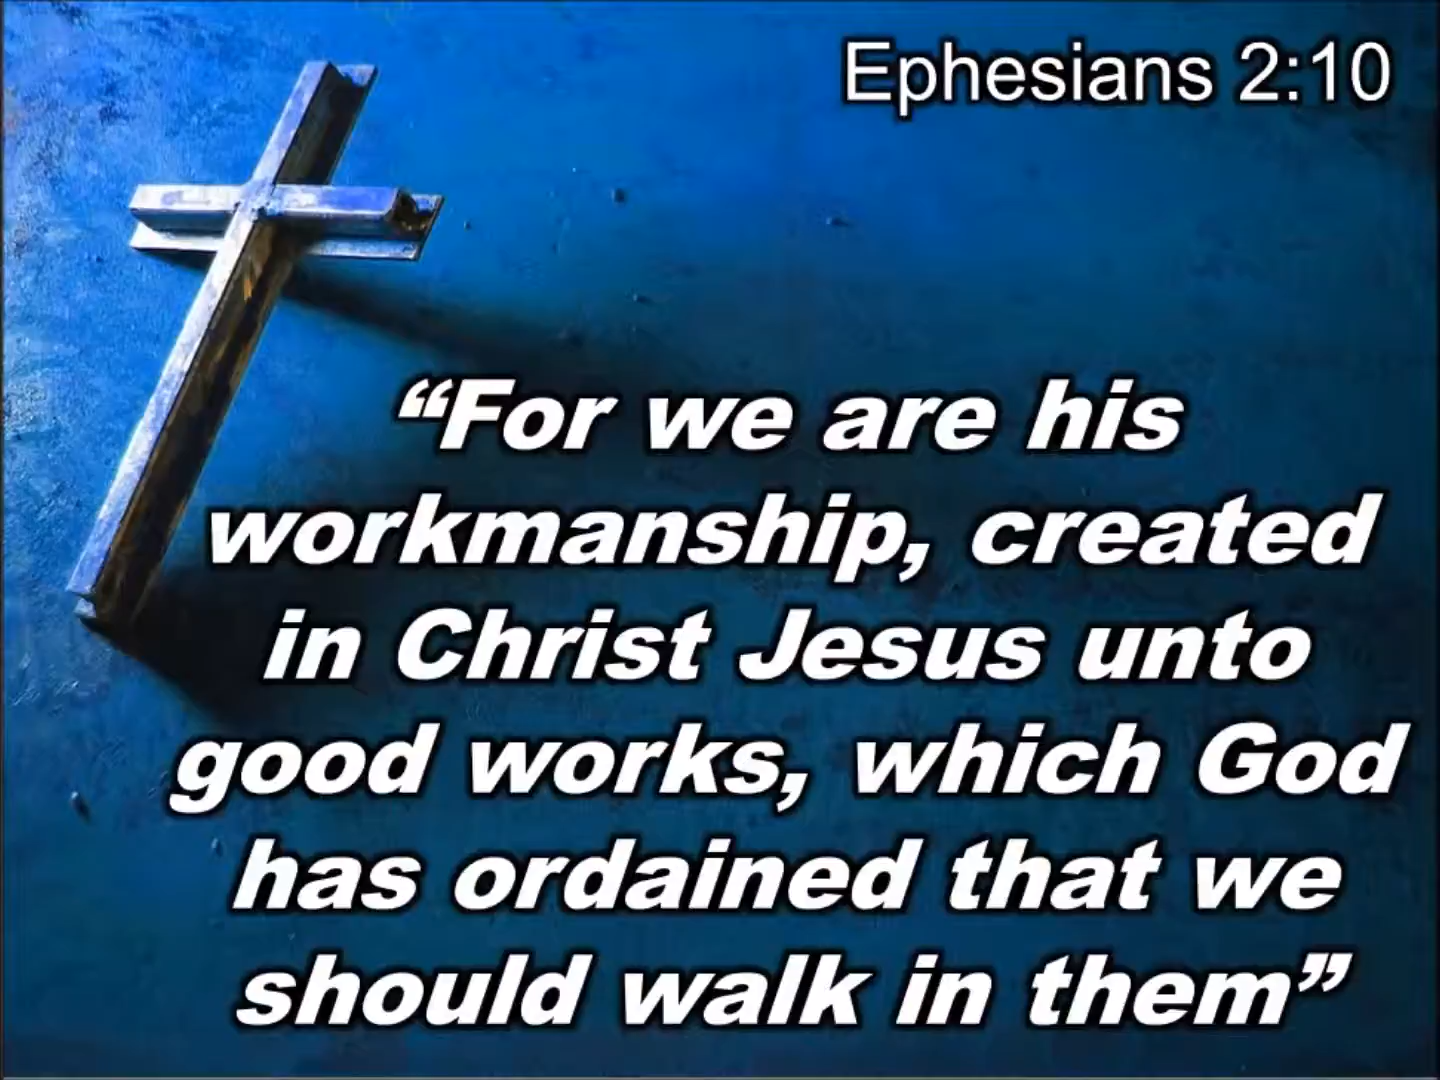 Ephesians 2:10
“For we are his
workmanship, created
in Christ Jesus unto
good works, which God
has ordained that we
should walk in them”